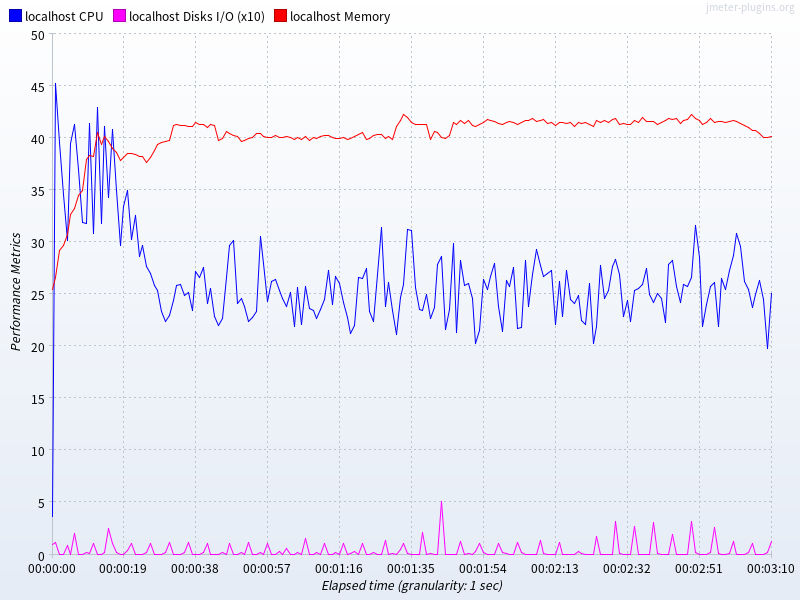 localhost CPU localhost Disks I/O (x10) localhost Memory
jmeter-plugins.org
50
45
40
35
30
25
20
15
10
5
0
Performance Metrics
00:00:00 00:00:19 00:00:38 00:00:57 00:01:16 00:01:35 00:01:54 00:02:13 00:02:32 00:02:51 00:03:10
Elapsed time (granularity: 1 sec)